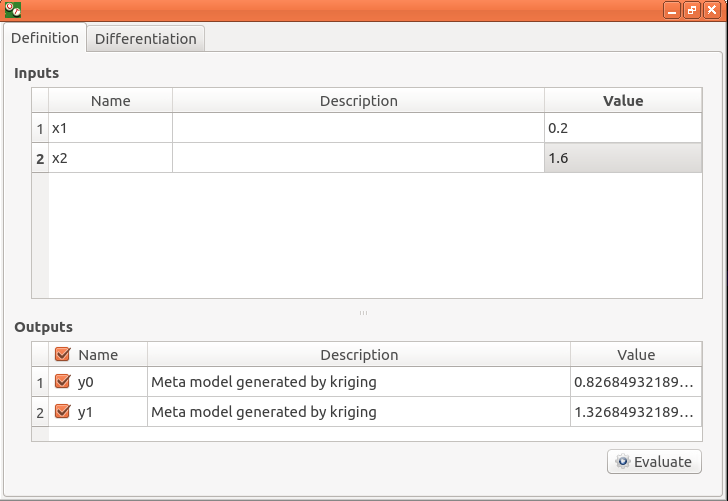 Definition Differentiation
Inputs
Name Description Value
1 x1 0.2
2 x2 1.6
Outputs
Name Description Value
1 y0 Meta model generated by kriging 0.82684932189...
2 y1 Meta model generated by kriging 1.32684932189...
Evaluate